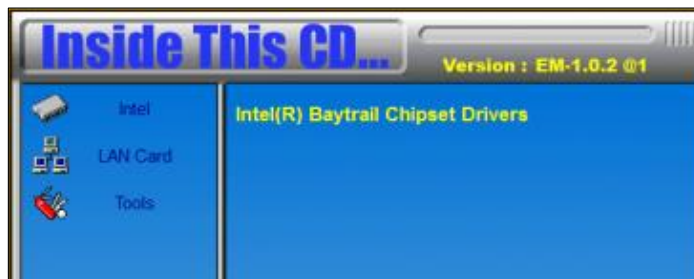 Inside This CD...
Version : EM-1.0.2 @1
Intel
Intel(R) Baytrail Chipset Drivers
LAN Card
Tools